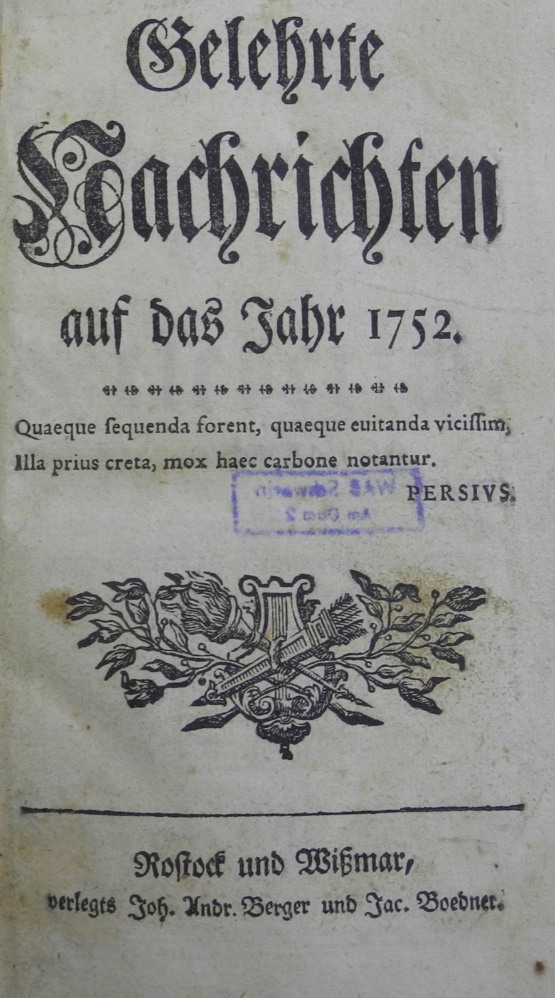 Gelehrte
Nachrichten
auf das Jahr 1752.
Quaeque ſequenda forent, quaeque euitanda viciſſim,
Illa prius creta, mox haec carbone notantur.
PERSIVS.
Roſtock und Wißmar,
verlegts Joh. Andr. Berger und Jac. Boedner.